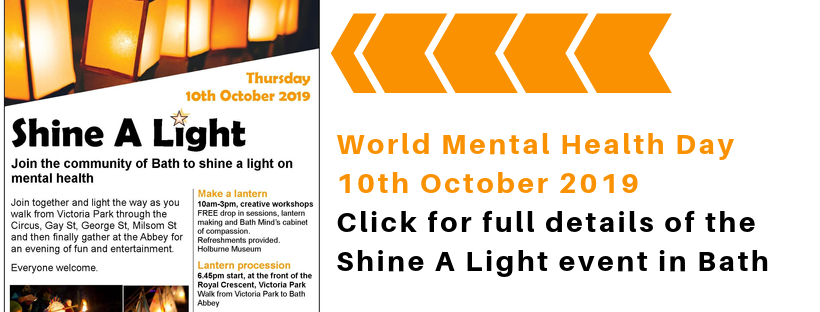 Thursday
10th October 2019
Shine A Light
Join the community of Bath to shine a light on
mental health
Join together and light the way as you
walk from Victoria Park through the
Circus, Gay St, George St, Milsom St
and then finally gather at the Abbey for
an evening of fun and entertainment.
Everyone welcome.
Make a lantern
10am-3pm, creative workshops
FREE drop in sessions, lantern
making and Bath Mind's cabinet
of compassion.
Refreshments provided.
Holburne Museum
Lantern procession
6.45pm start, at the front of the
Royal Crescent, Victoria Park
Walk from Victoria Park to Bath
Abbey
World Mental Health Day
10th October 2019
Click for full details of the
Shine A Light event in Bath